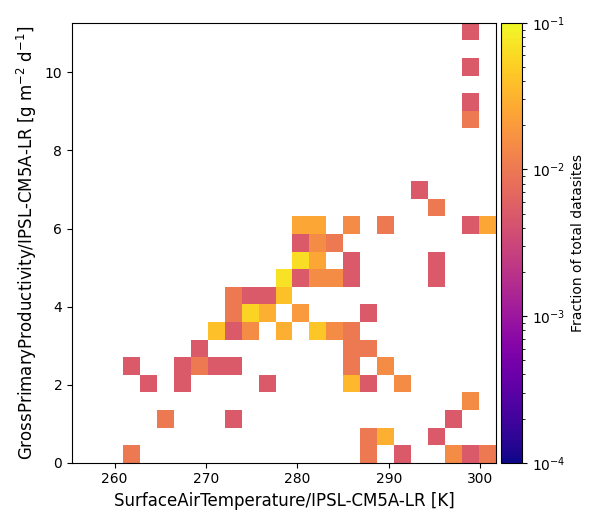 GrossPrimaryProductivity/IPSL-CM5A-LR [g m⁻² d⁻¹]
10
8
6
4
2
0
260 270 280 290 300
SurfaceAirTemperature/IPSL-CM5A-LR [K]
10⁻¹
10⁻²
10⁻³
10⁻⁴
Fraction of total datasites